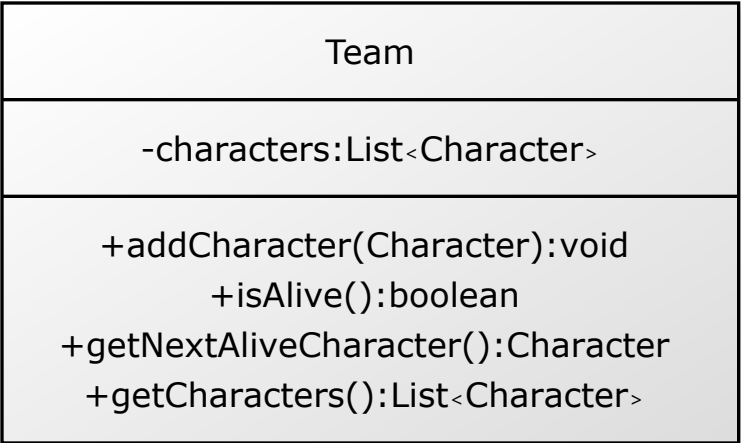 Team
-characters:List<Character>
+addCharacter(Character):void
+isAlive():boolean
+getNextAliveCharacter():Character
+getCharacters():List<Character>